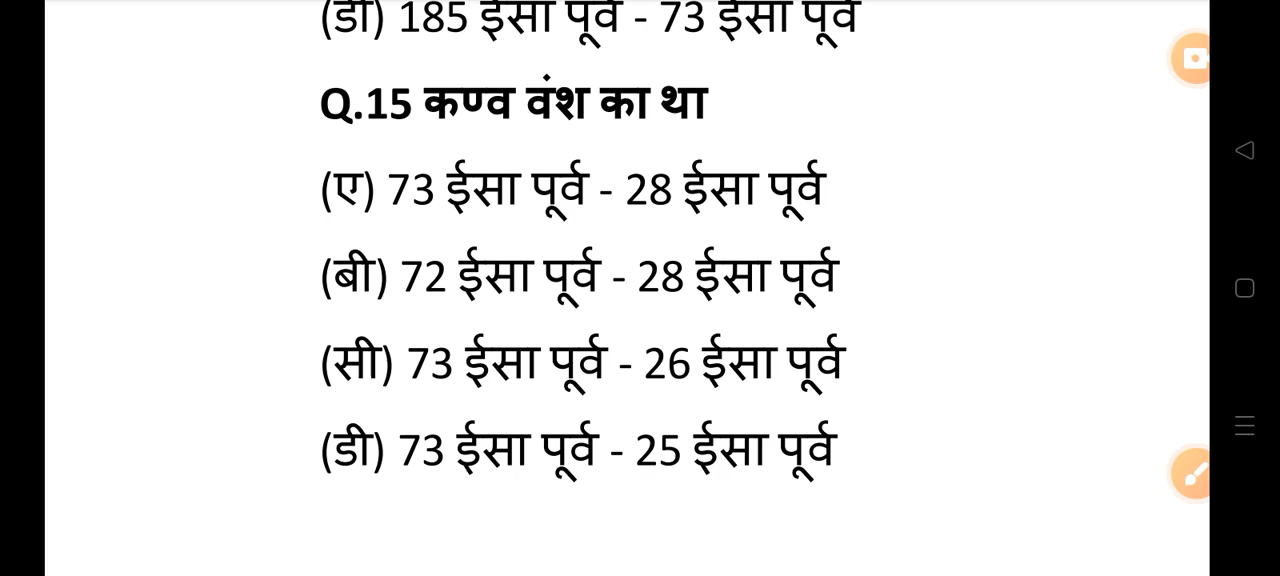 (डी) 185 ईसा पूर्व - 73 ईसा पूर्व
Q.15 कण्व वंश का था
(ए) 73 ईसा पूर्व - 28 ईसा पूर्व
(बी) 72 ईसा पूर्व - 28 ईसा पूर्व
(सी) 73 ईसा पूर्व - 26 ईसा पूर्व
(डी) 73 ईसा पूर्व - 25 ईसा पूर्व